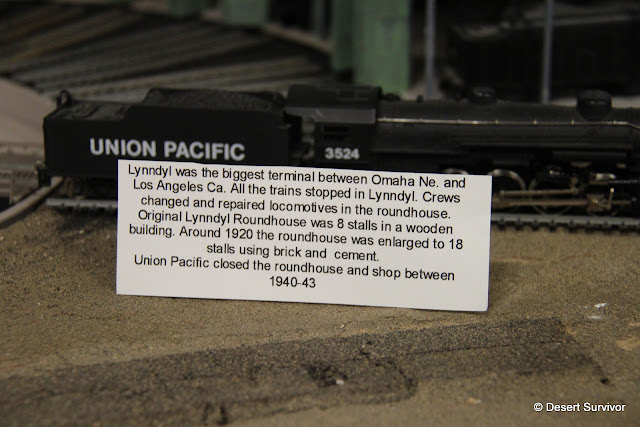 UNION PACIFIC
3524
Lynndyl was the biggest terminal between Omaha Ne. and
Los Angeles Ca. All the trains stopped in Lynndyl. Crews
changed and repaired locomotives in the roundhouse.
Original Lynndyl Roundhouse was 8 stalls in a wooden
building. Around 1920 the roundhouse was enlarged to 18
stalls using brick and cement.
Union Pacific closed the roundhouse and shop between
1940-43
© Desert Survivor